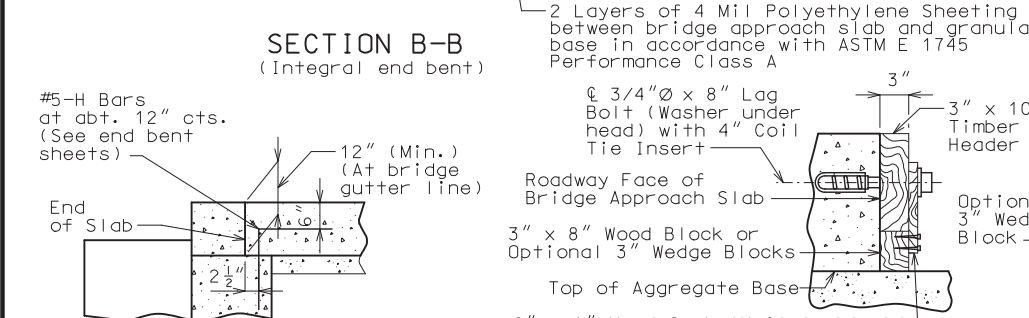 2 Layers of 4 Mil Polyethylene Sheeting
between bridge approach slab and granula
base in accordance with ASTM E 1745
Performance Class A
SECTION B-B
(Integral end bent)
#5-H Bars
at abt. 12" cts.
(See end bent
sheets)
12" (Min.)
(At bridge
gutter line)
6"
End
of Slab
2 1/2"
℄ 3/4"Ø x 8" Lag
Bolt (Washer under
head) with 4" Coil
Tie Insert
3"
3" x 10
Timber
Header
Roadway Face of
Bridge Approach Slab
3" x 8" Wood Block or
Optional 3" Wedge Blocks
Option
3" Wed
Block
Top of Aggregate Base